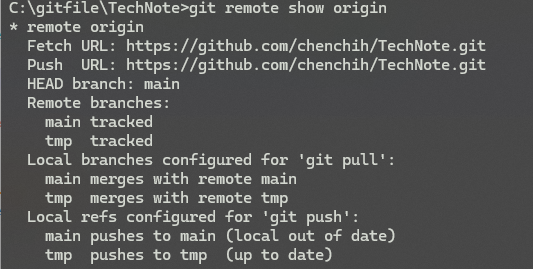 C:\gitfile\TechNote>git remote show origin
* remote origin
  Fetch URL: https://github.com/chenchih/TechNote.git
  Push  URL: https://github.com/chenchih/TechNote.git
  HEAD branch: main
  Remote branches:
    main tracked
    tmp  tracked
  Local branches configured for 'git pull':
    main merges with remote main
    tmp  merges with remote tmp
  Local refs configured for 'git push':
    main pushes to main (local out of date)
    tmp  pushes to tmp  (up to date)